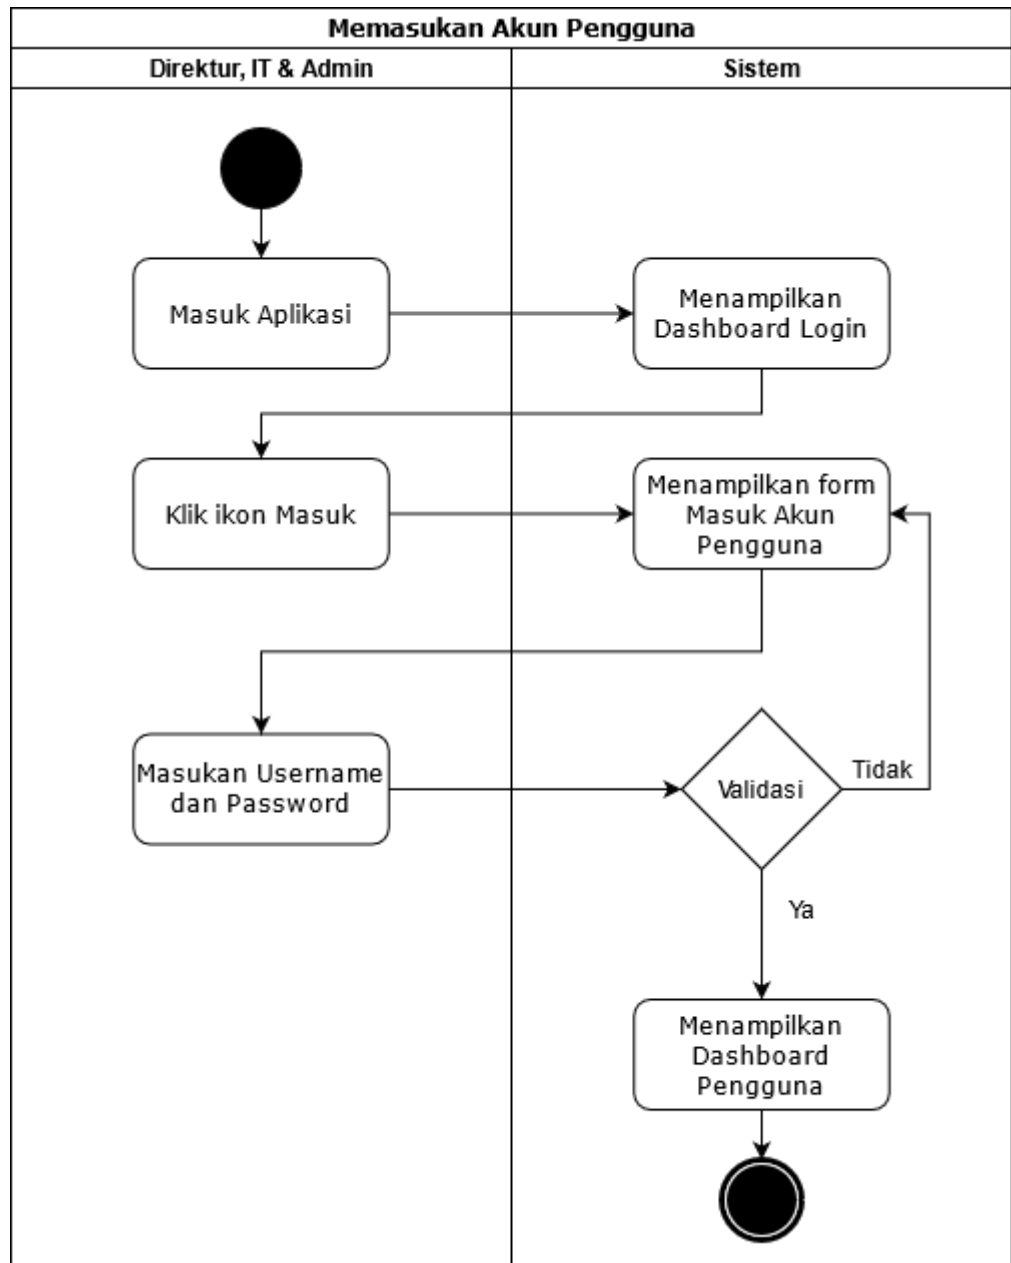 Memasukan Akun Pengguna
Direktur, IT & Admin
Sistem
Masuk Aplikasi
Menampilkan
Dashboard Login
Klik ikon Masuk
Menampilkan form
Masuk Akun
Pengguna
Masukan Username
dan Password
Validasi
Tidak
Ya
Menampilkan
Dashboard
Pengguna